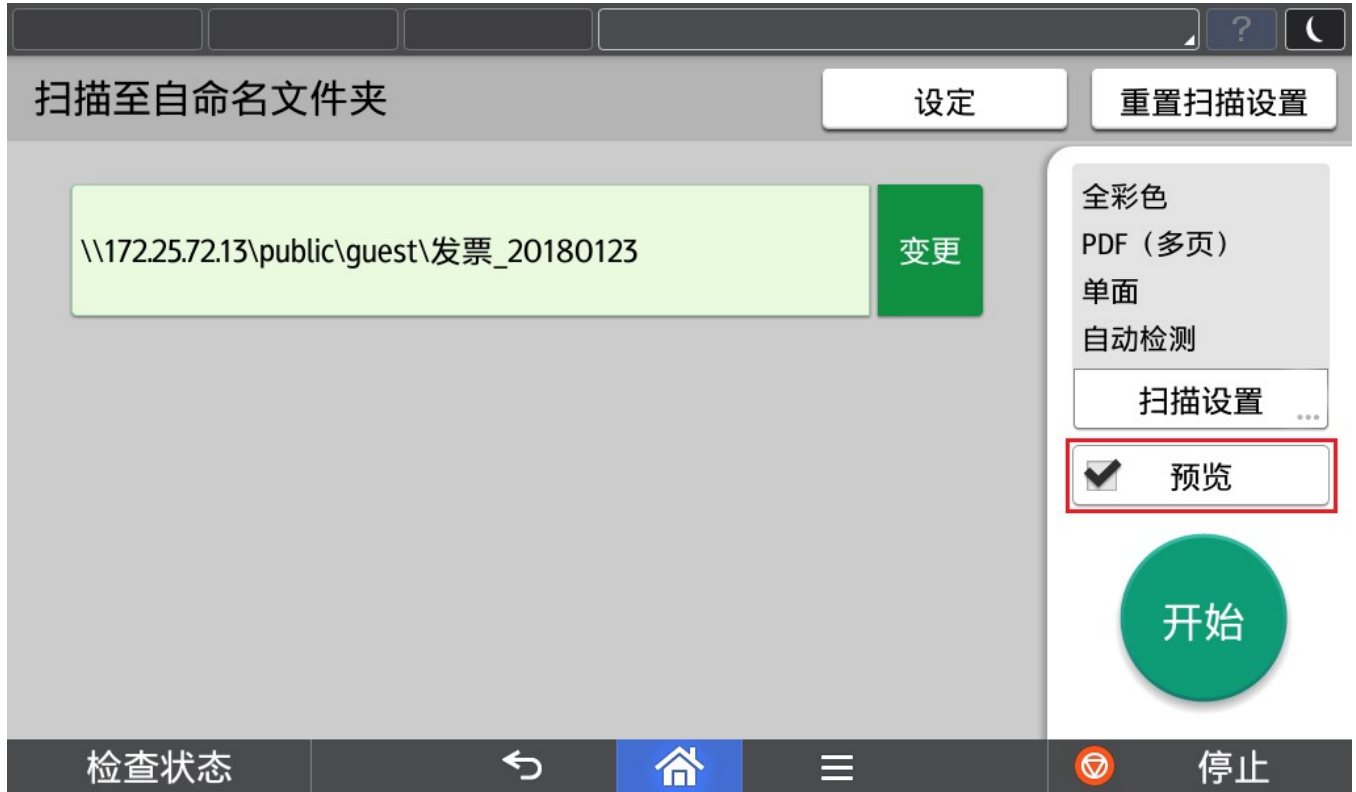 ?
扫描至自命名文件夹
设定
重置扫描设置
\\172.25.72.13\public\guest\发票_20180123
变更
全彩色
PDF（多页）
单面
自动检测
扫描设置 ...
预览
开始
检查状态
停止